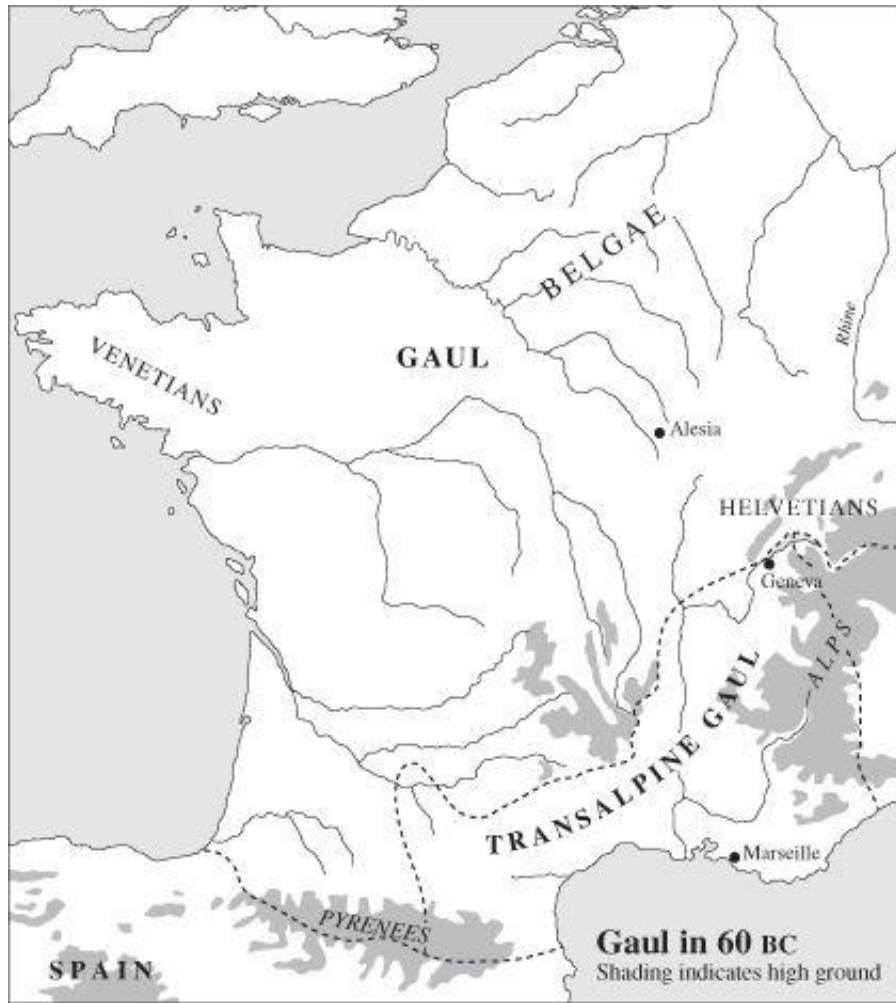 BELGAE
Rhine
VENETIANS
GAUL
Alesia
HELVETIANS
Geneva
ALPS
TRANSALPINE GAUL
Marseille
PYRENEES
SPAIN
Gaul in 60 BC
Shading indicates high ground